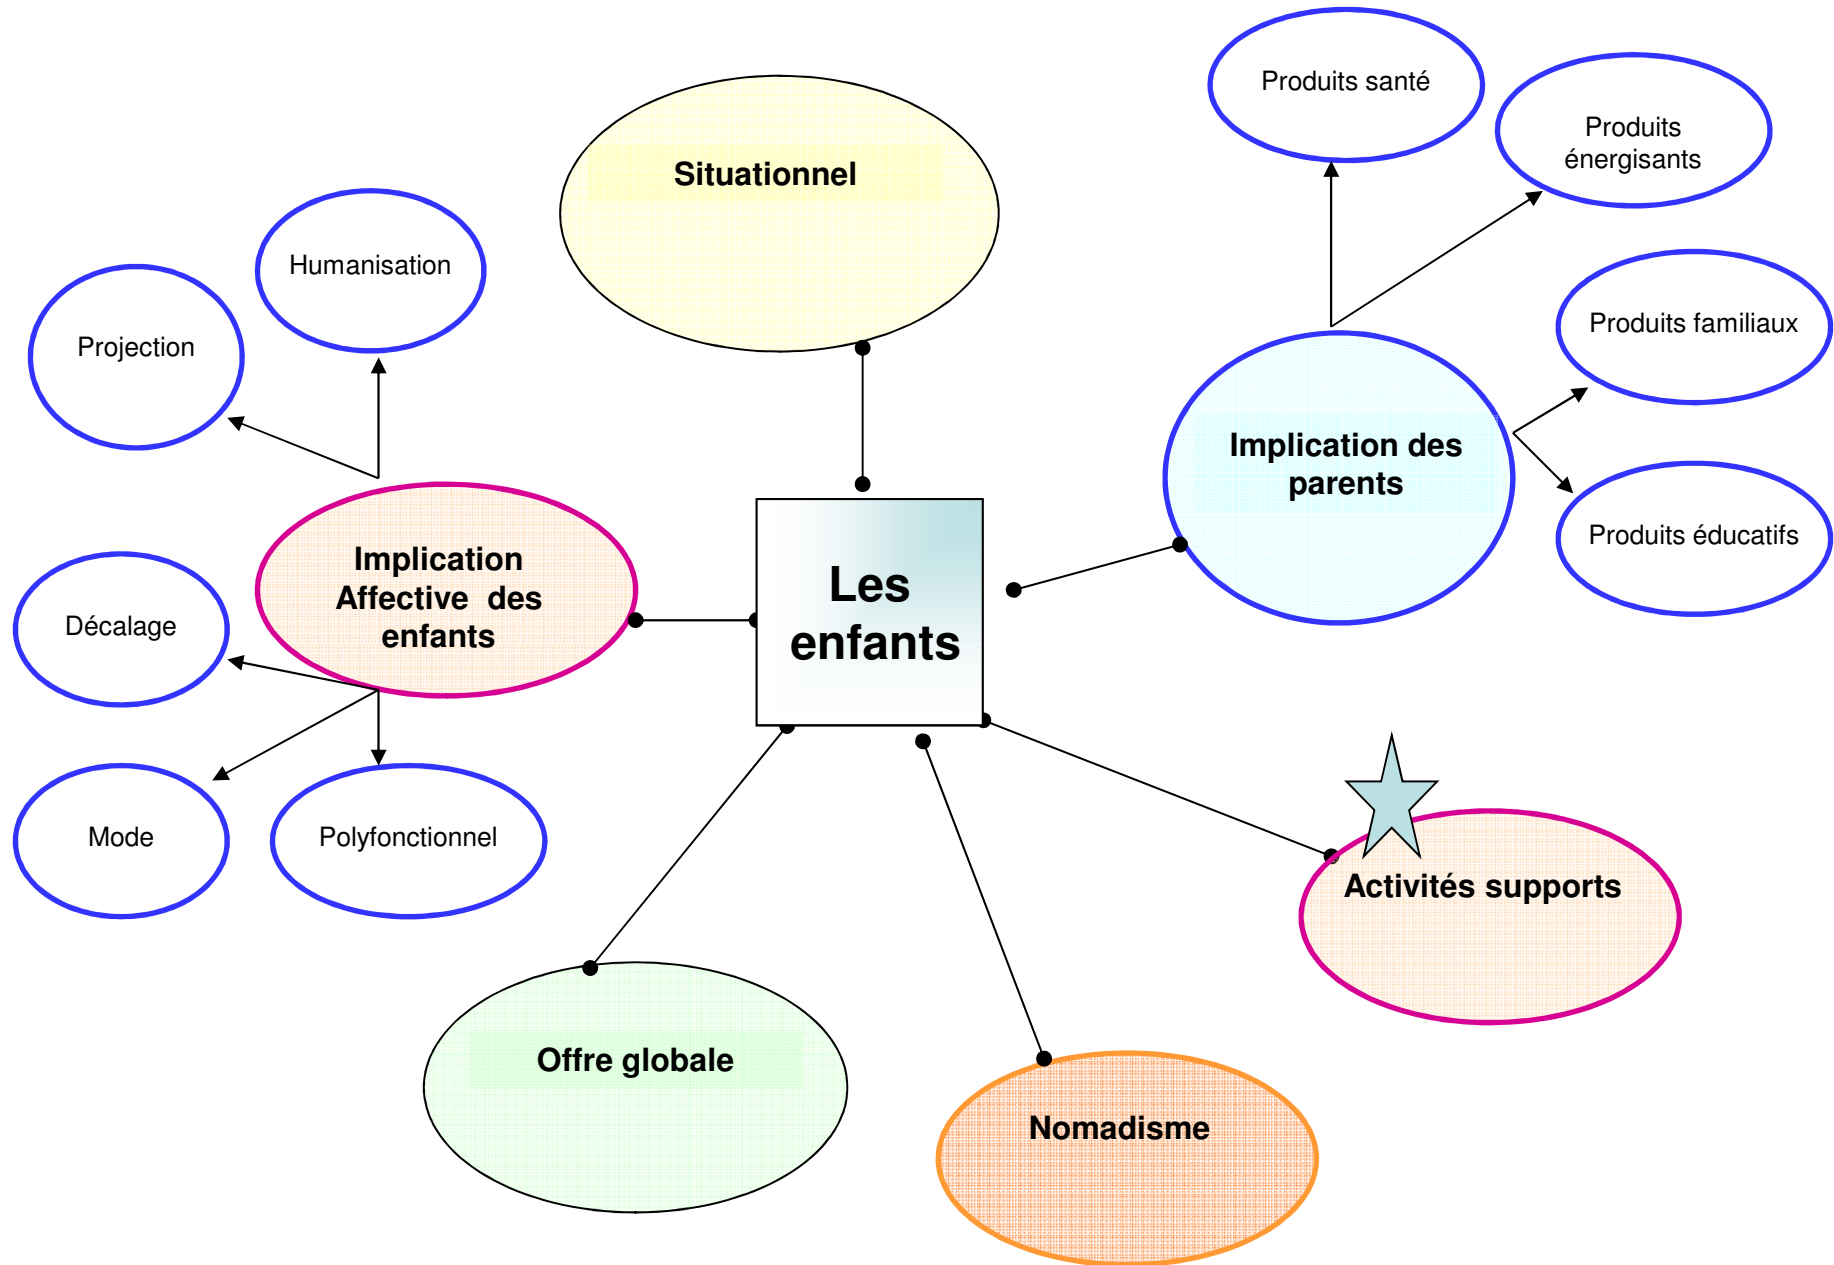 Produits santé
Produits
énergisants
Situationnel
Humanisation
Projection
Produits familiaux
Implication des
parents
Produits éducatifs
Implication
Affective des
enfants
Les
enfants
Décalage
Mode
Polyfonctionnel
Activités supports
Offre globale
Nomadisme